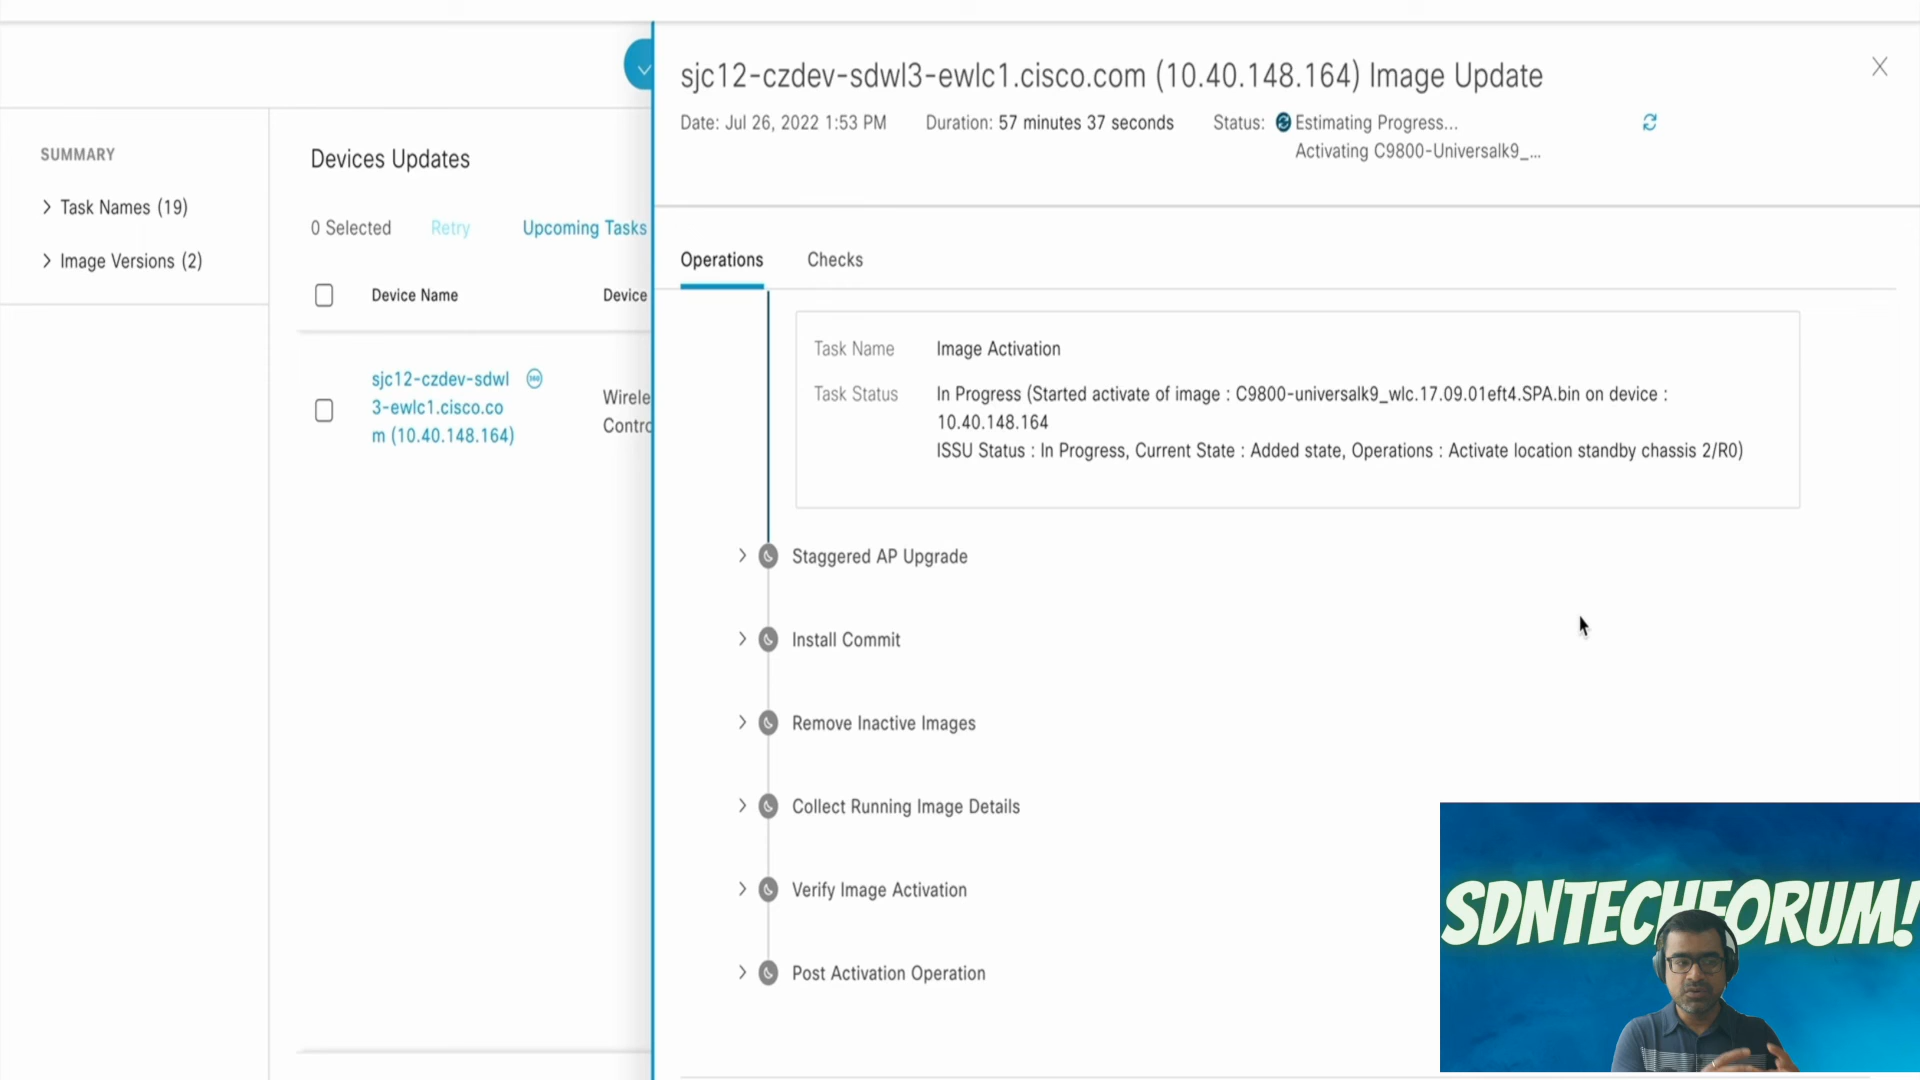 sjc12-czdev-sdwl3-ewlc1.cisco.com (10.40.148.164) Image Update
Date: Jul 26, 2022 1:53 PM
Duration: 57 minutes 37 seconds
Status: Estimating Progress...
Activating C9800-Universalk9_...
SUMMARY
Task Names (19)
Image Versions (2)
Devices Updates
0 Selected
Retry
Upcoming Tasks
Device Name
Device
sjc12-czdev-sdwl
3-ewlc1.cisco.co
m (10.40.148.164)
360
Wirele
Contro
Operations
Checks
Task Name Image Activation
Task Status In Progress (Started activate of image : C9800-universalk9_wlc.17.09.01eft4.SPA.bin on device :
10.40.148.164
ISSU Status : In Progress, Current State : Added state, Operations : Activate location standby chassis 2/R0)
Staggered AP Upgrade
Install Commit
Remove Inactive Images
Collect Running Image Details
Verify Image Activation
Post Activation Operation
SDNTECHFORUM!